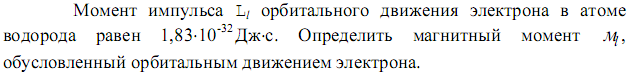 Момент импульса L_l орбитального движения электрона в атоме
водорода равен 1,83·10^-32 Дж·с. Определить магнитный момент ℳ_l,
обусловленный орбитальным движением электрона.